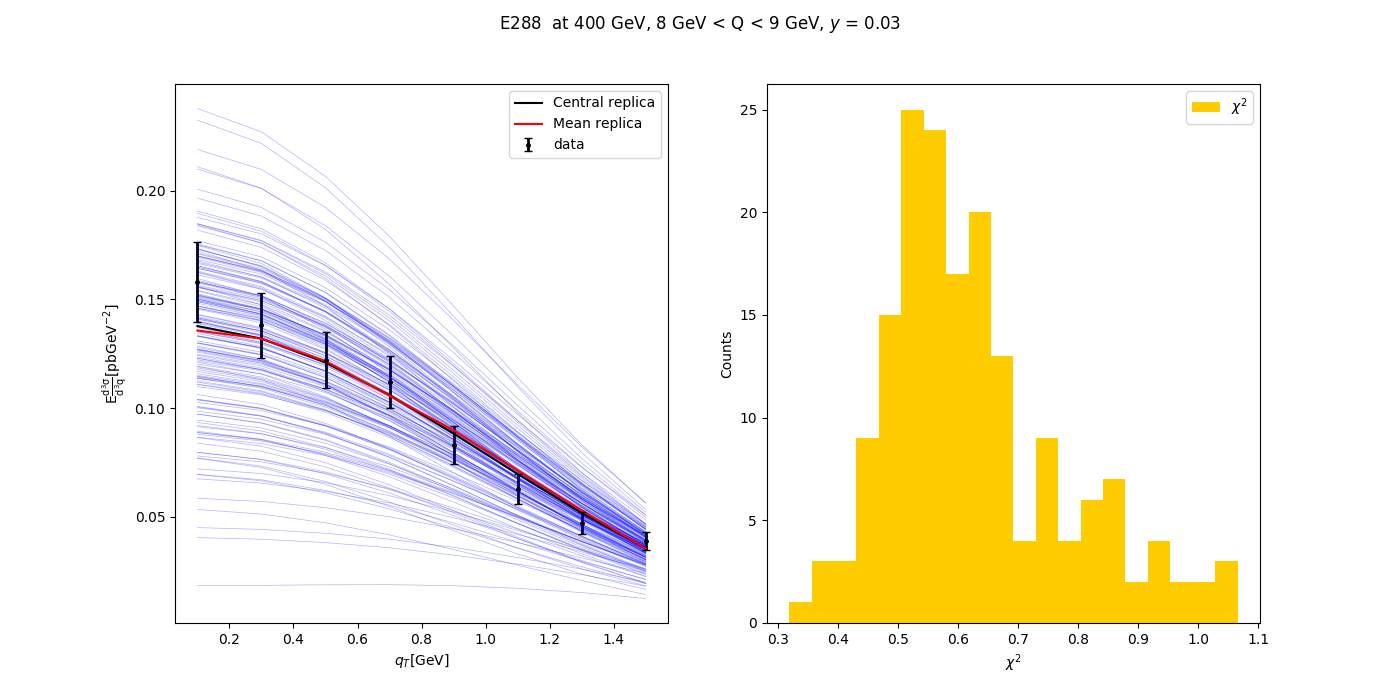 E288  at 400 GeV, 8 GeV < Q < 9 GeV, y = 0.03
Central replica
Mean replica
data
0.20
0.15
0.10
0.05
E d³σ/d³q [pbGeV⁻²]
0.2 0.4 0.6 0.8 1.0 1.2 1.4
q_T[GeV]
χ²
25
20
15
10
5
0
Counts
0.3 0.4 0.5 0.6 0.7 0.8 0.9 1.0 1.1
χ²